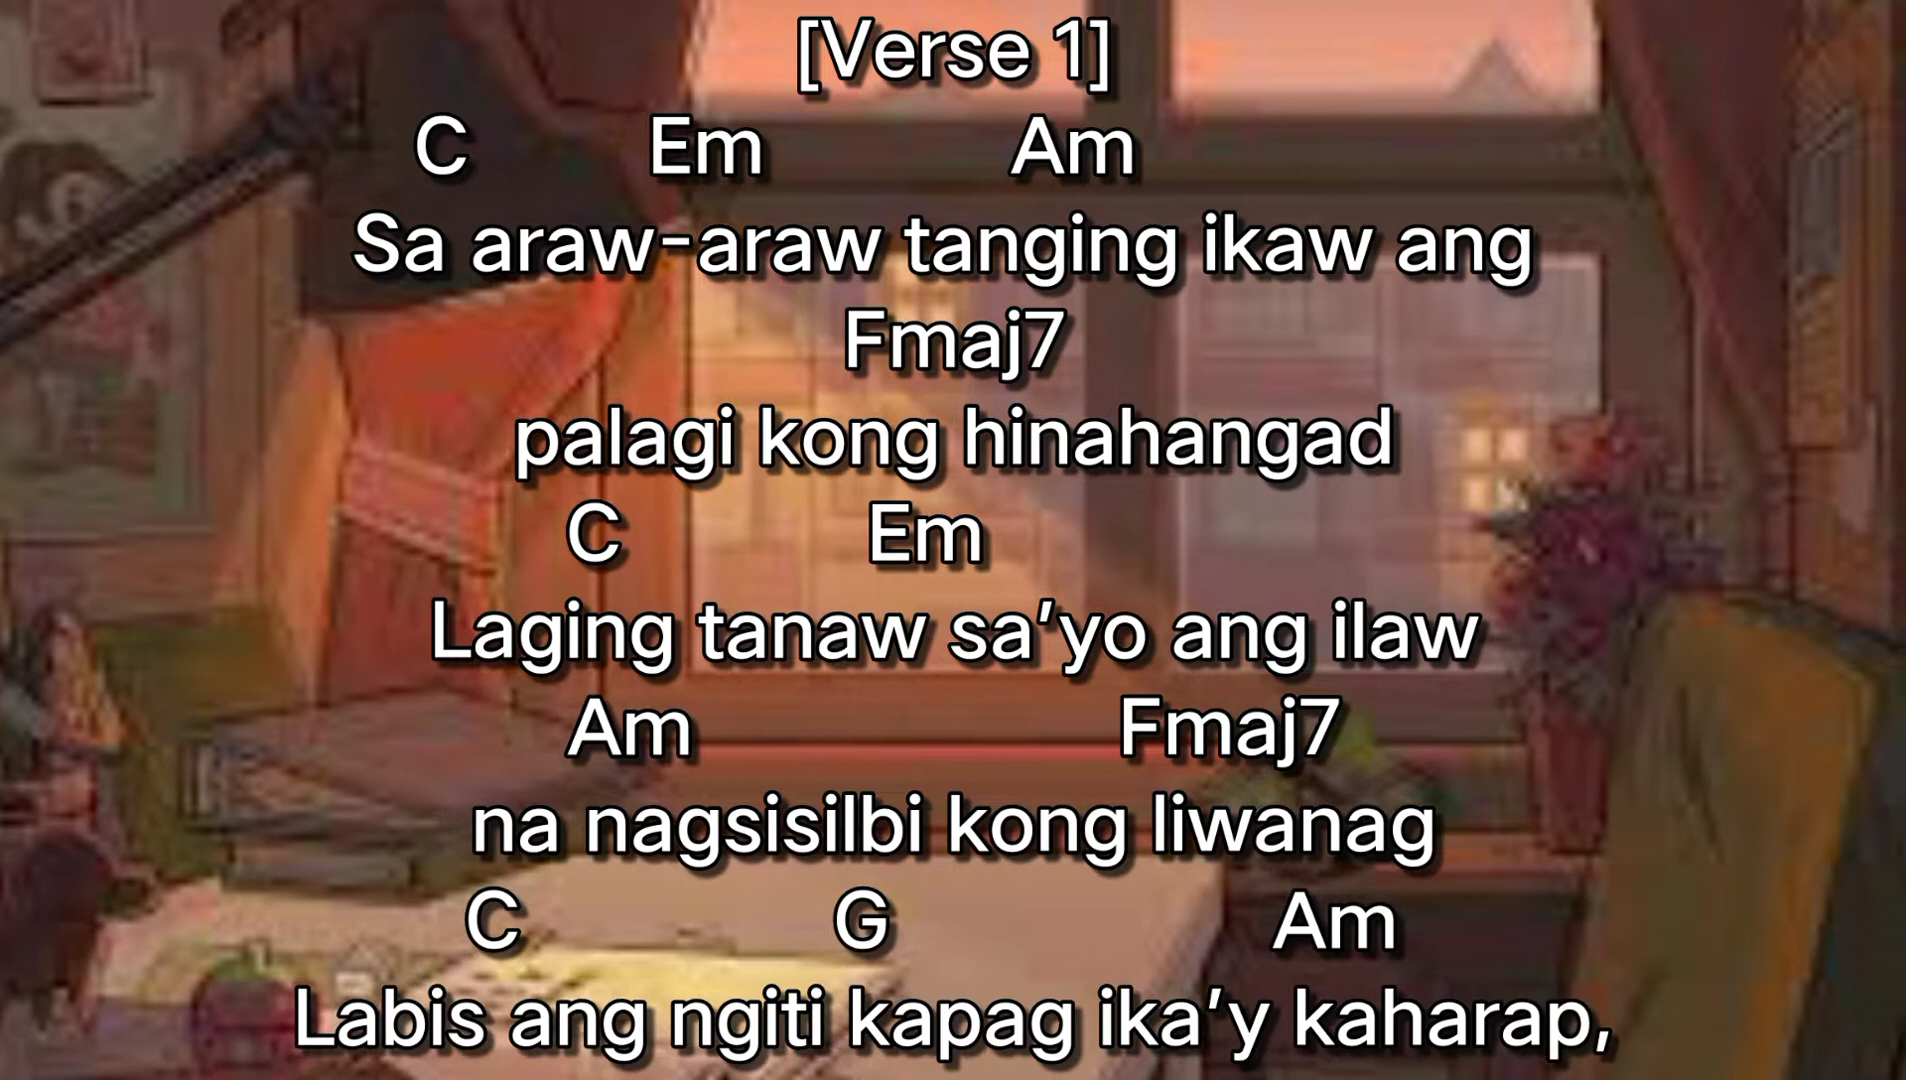 [Verse 1]
C Em Am
Sa araw-araw tanging ikaw ang
Fmaj7
palagi kong hinahangad
C Em
Laging tanaw sa’yo ang ilaw
Am Fmaj7
na nagsisilbi kong liwanag
C G Am
Labis ang ngiti kapag ika’y kaharap,